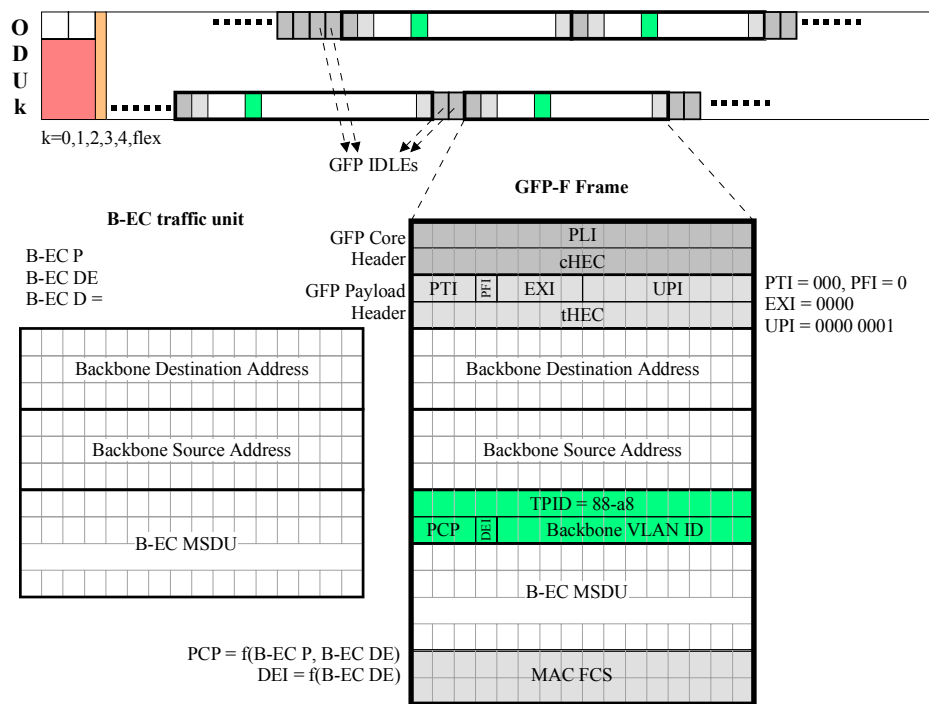 O
D
U
k
k=0,1,2,3,4,flex
GFP IDLEs
GFP-F Frame
B-EC traffic unit
B-EC P
B-EC DE
B-EC D =
Backbone Destination Address
Backbone Source Address
B-EC MSDU
GFP Core
Header
GFP Payload
Header
PLI
cHEC
PTI PFI EXI UPI
tHEC
PTI = 000, PFI = 0
EXI = 0000
UPI = 0000 0001
Backbone Destination Address
Backbone Source Address
TPID = 88-a8
PCP DEI Backbone VLAN ID
B-EC MSDU
PCP = f(B-EC P, B-EC DE)
DEI = f(B-EC DE)
MAC FCS